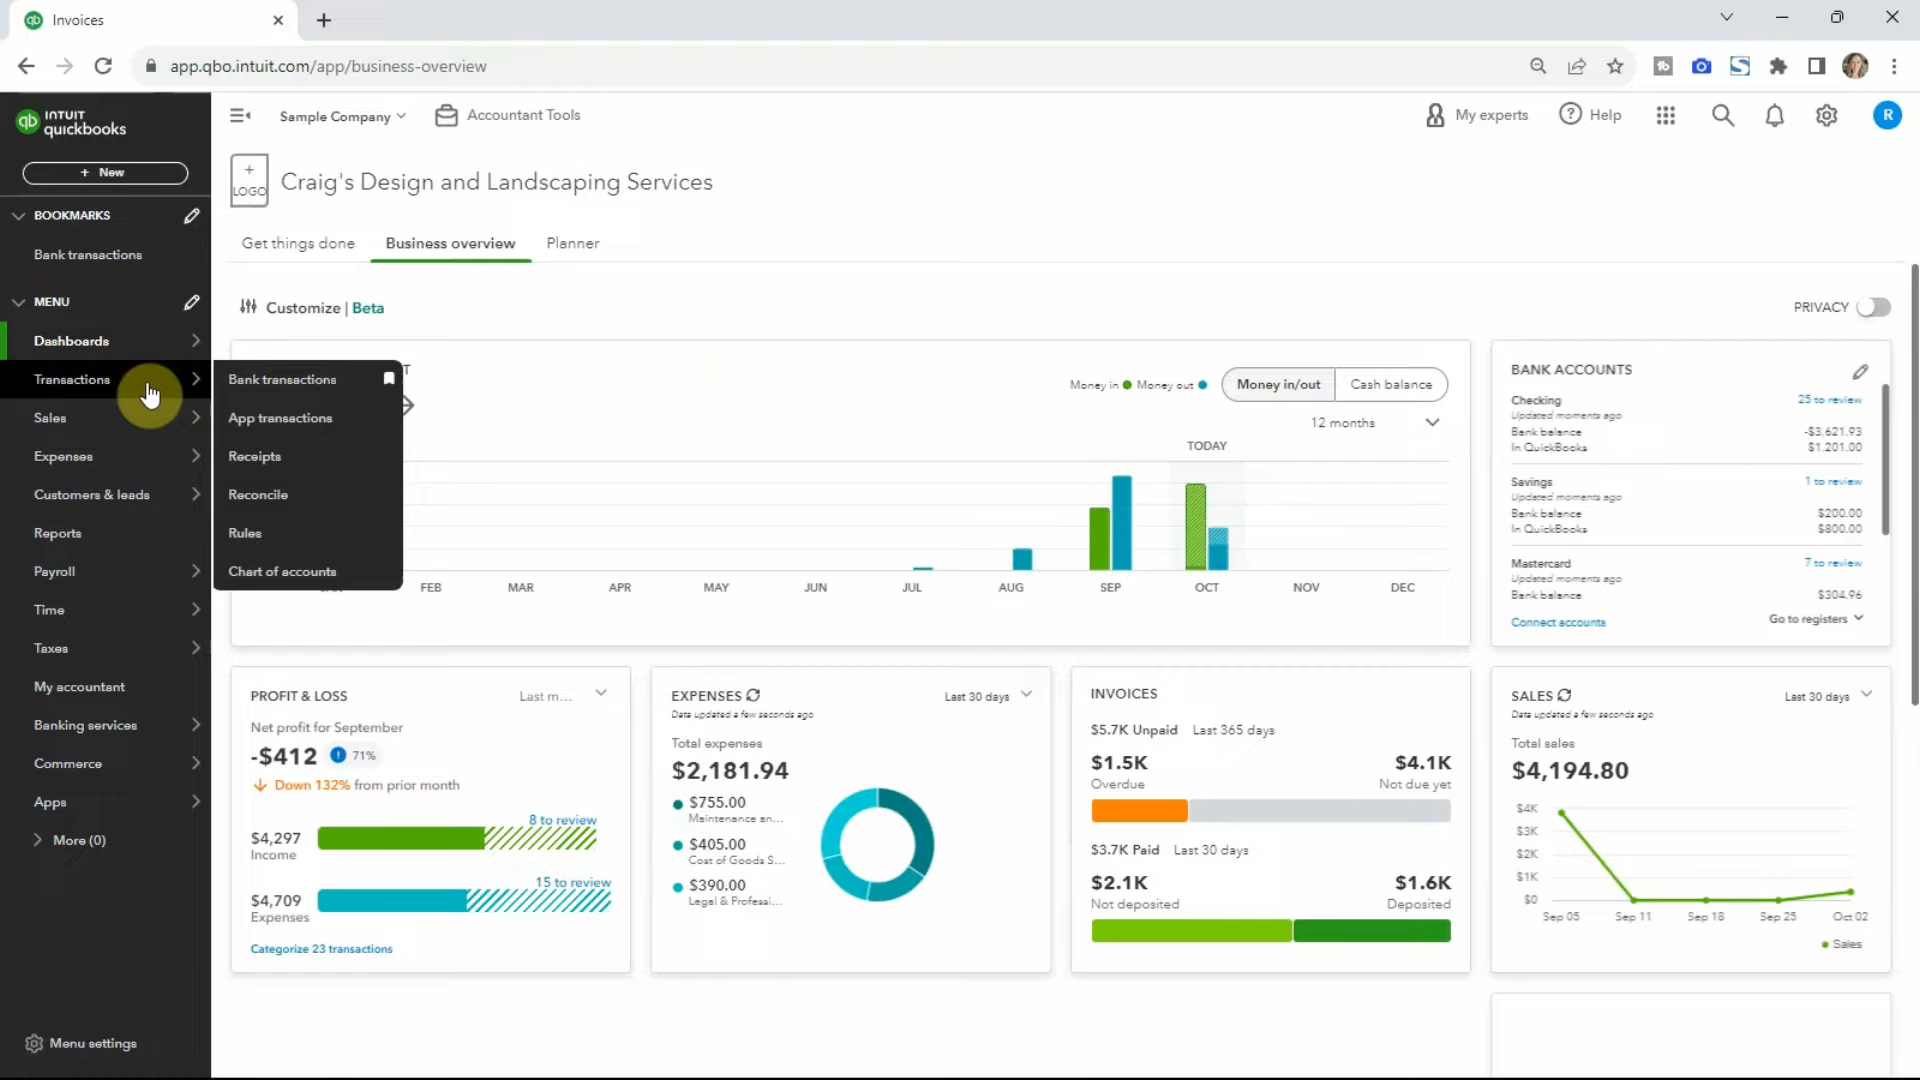 Invoices
app.qbo.intuit.com/app/business-overview
INTUIT
quickbooks
Sample Company
Accountant Tools
My experts
Help
R
+ New
+
LOGO
Craig's Design and Landscaping Services
BOOKMARKS
Bank transactions
Get things done
Business overview
Planner
MENU
Customize | Beta
PRIVACY
Dashboards
Transactions
Sales
Expenses
Customers & leads
Reports
Payroll
Time
Taxes
My accountant
Banking services
Commerce
Apps
More (0)
Menu settings
Bank transactions
App transactions
Receipts
Reconcile
Rules
Chart of accounts
T
Money in
Money out
Money in/out
Cash balance
12 months
TODAY
FEB MAR APR MAY JUN JUL AUG SEP OCT NOV DEC
BANK ACCOUNTS
Checking 25 to review
Updated moments ago
Bank balance -$3,621.93
In QuickBooks $1,201.00
Savings 1 to review
Updated moments ago
Bank balance $200.00
In QuickBooks $800.00
Mastercard 7 to review
Updated moments ago
Bank balance $304.96
Connect accounts Go to registers
PROFIT & LOSS Last m...
Net profit for September
-$412 71%
Down 132% from prior month
8 to review
$4,297
Income
15 to review
$4,709
Expenses
Categorize 23 transactions
EXPENSES Last 30 days
Data updated a few seconds ago
Total expenses
$2,181.94
$755.00
Maintenance an...
$405.00
Cost of Goods S...
$390.00
Legal & Professi...
INVOICES
$5.7K Unpaid Last 365 days
$1.5K $4.1K
Overdue Not due yet
$3.7K Paid Last 30 days
$2.1K $1.6K
Not deposited Deposited
SALES Last 30 days
Data updated a few seconds ago
Total sales
$4,194.80
$4K
$3K
$2K
$1K
$0
Sep 05 Sep 11 Sep 18 Sep 25 Oct 02
Sales